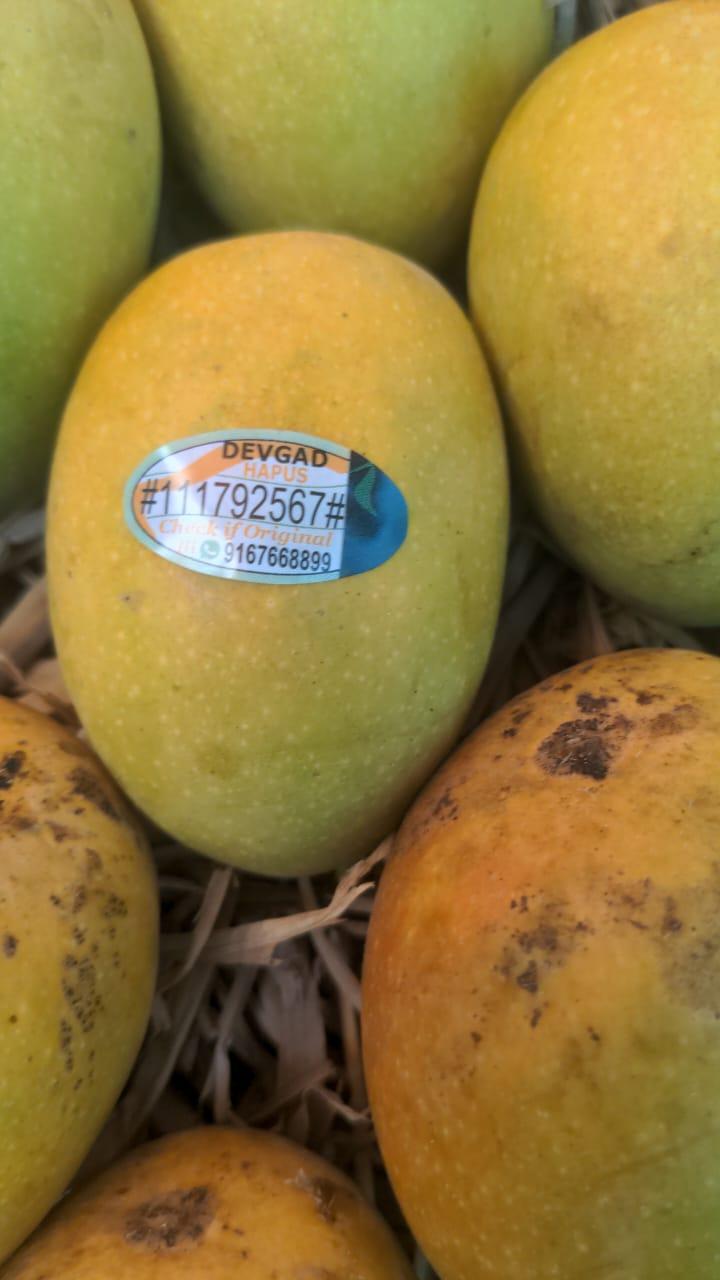 DEVGAD
HAPUS
#111792567#
Check if Original
9167668899